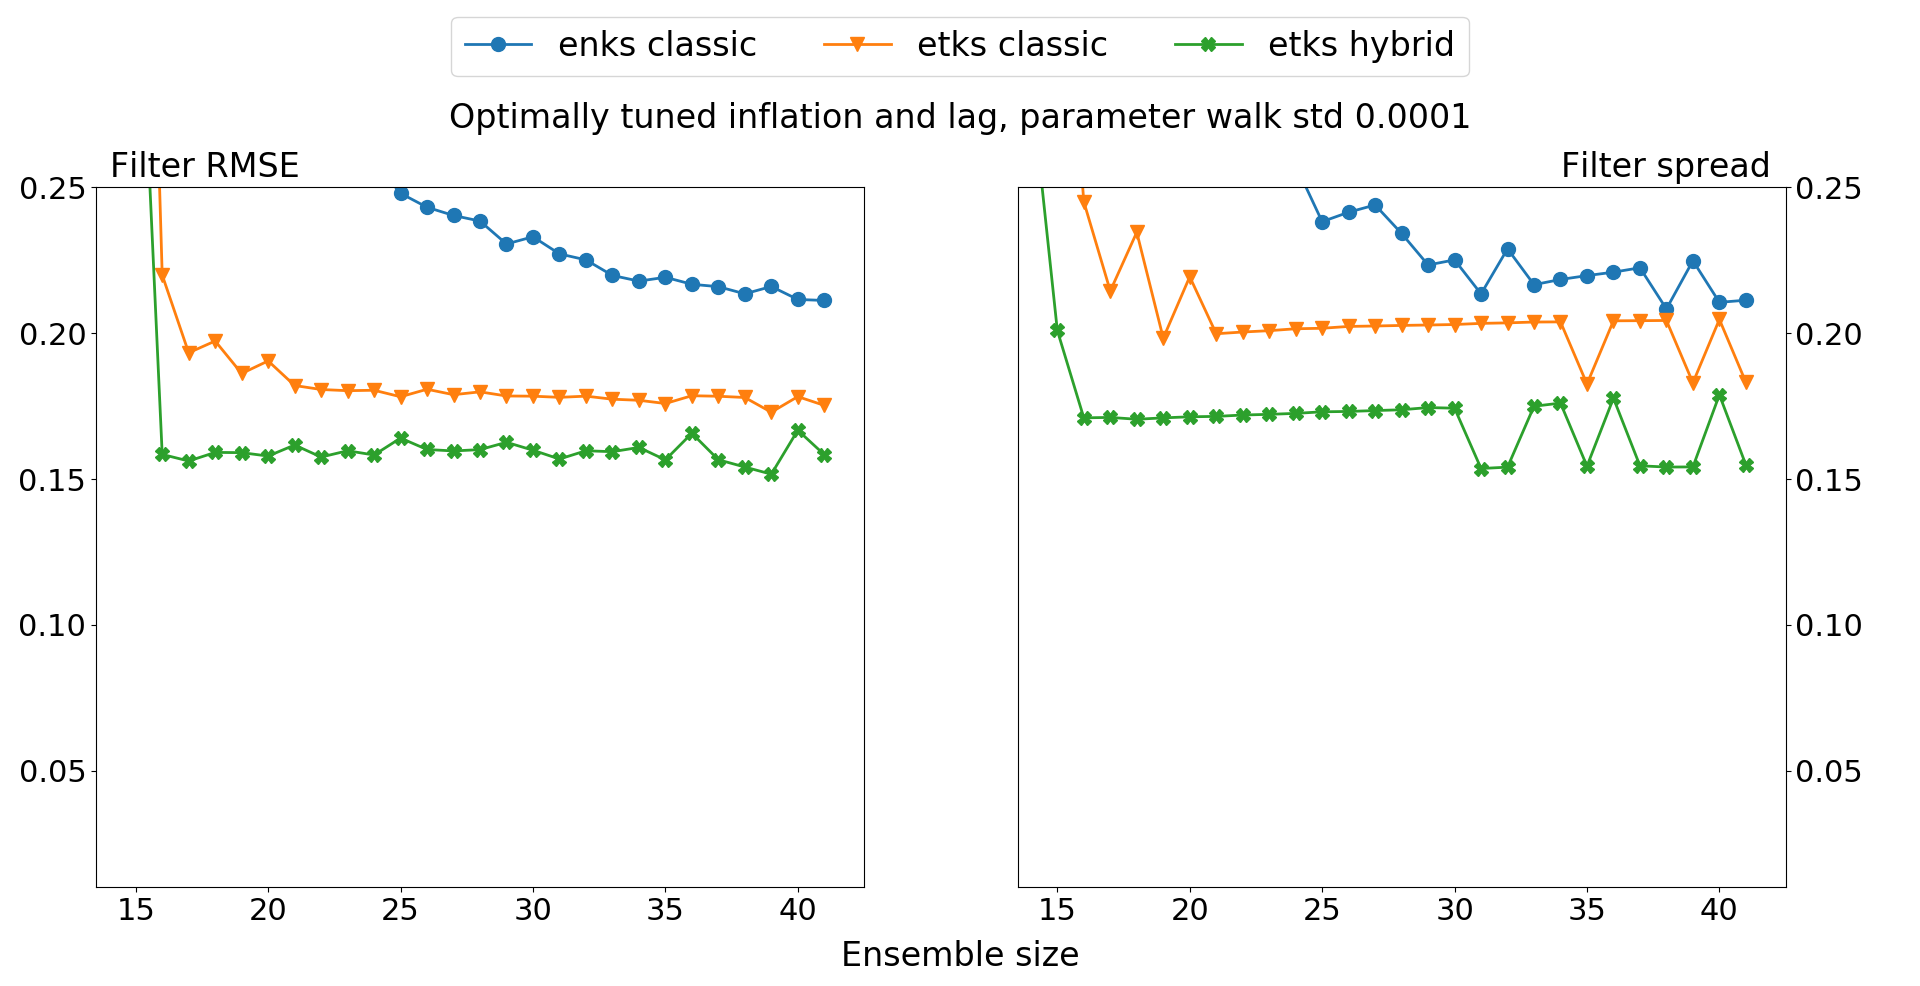 enks classic etks classic etks hybrid
Optimally tuned inflation and lag, parameter walk std 0.0001
Filter RMSE Filter spread
0.25 0.25
0.20 0.20
0.15 0.15
0.10 0.10
0.05 0.05
15 20 25 30 35 40 15 20 25 30 35 40
Ensemble size